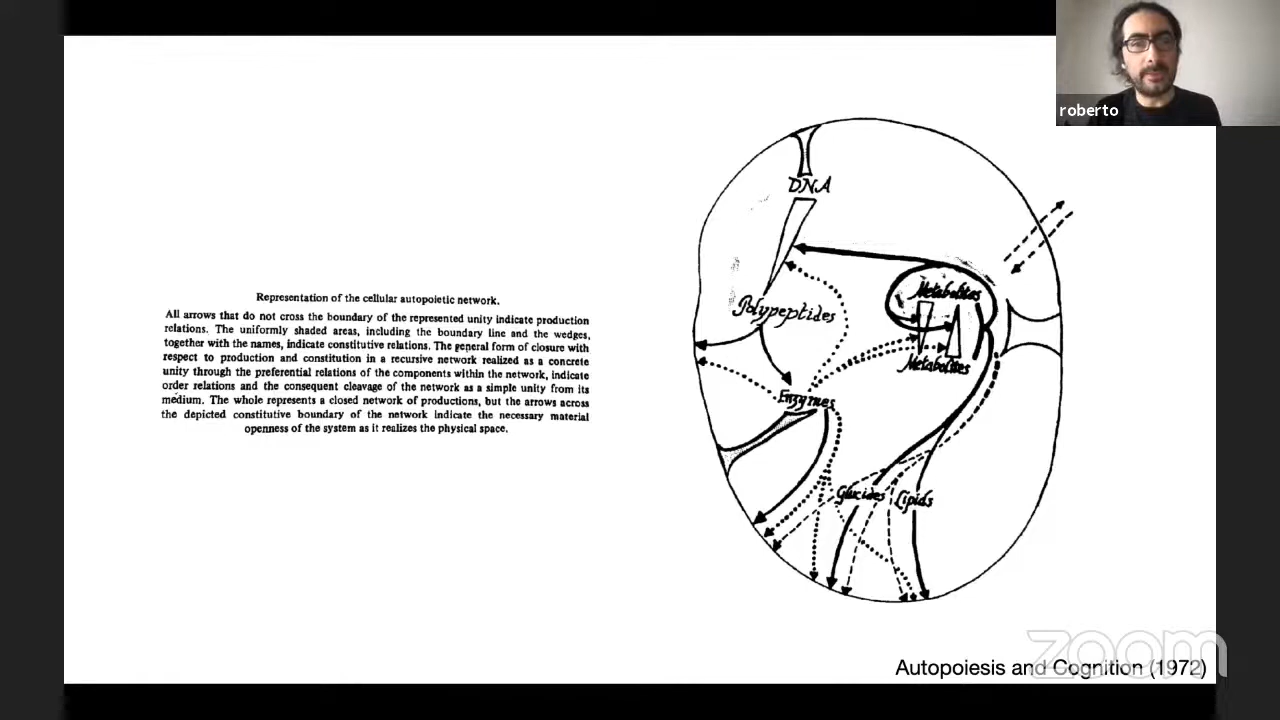 roberto
Representation of the cellular autopoietic network.
All arrows that do not cross the boundary of the represented unity indicate production
relations. The uniformly shaded areas, including the boundary line and the wedges,
together with the names, indicate constitutive relations. The general form of closure with
respect to production and constitution in a recursive network realized as a concrete
unity through the preferential relations of the components within the network, indicate
order relations and the consequent cleavage of the network as a simple unity from its
medium. The whole represents a closed network of productions, but the arrows across
the depicted constitutive boundary of the network indicate the necessary material
openness of the system as it realizes the physical space.
DNA
Metabolites
Polypeptides
Metabolites
Enzymes
Glucides Lipids
zoom
Autopoiesis and Cognition (1972)